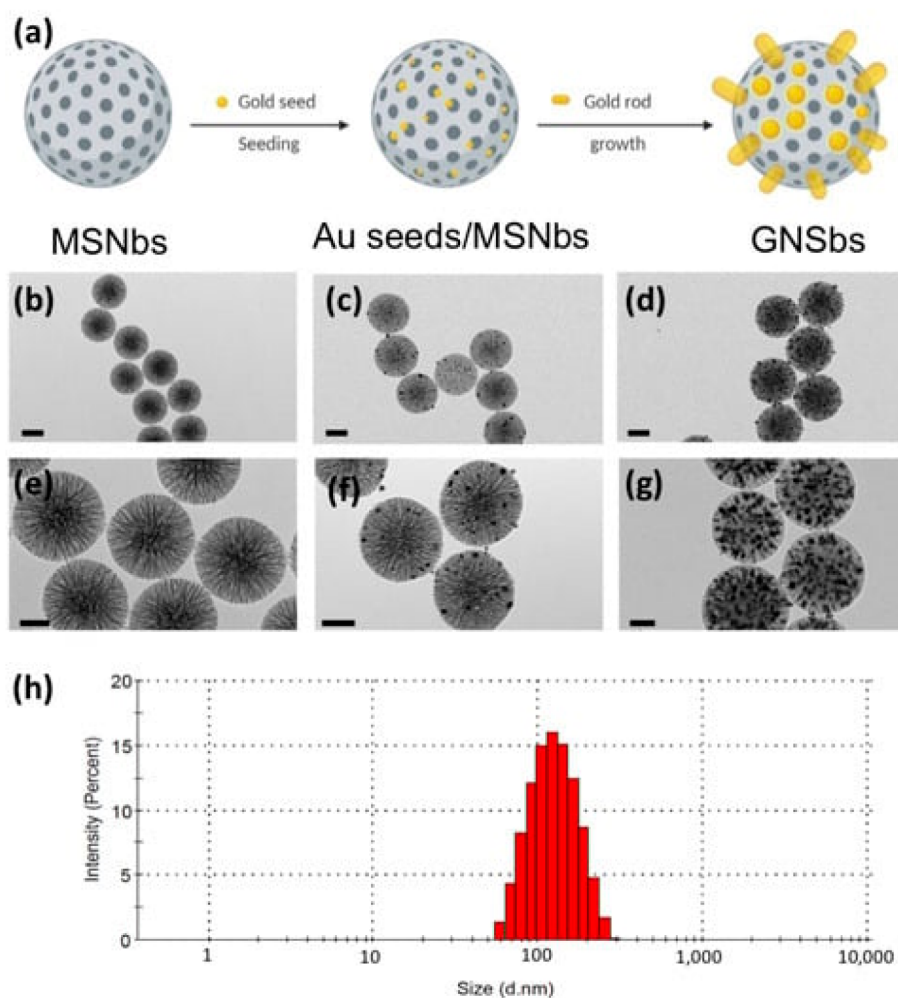 (a)
Gold seed
Seeding
Gold rod
growth
MSNbs
Au seeds/MSNbs
GNSbs
(b)
(c)
(d)
(e)
(f)
(g)
(h)
Intensity (Percent)
20
15
10
5
0
1
10
100
1,000
10,000
Size (d.nm)